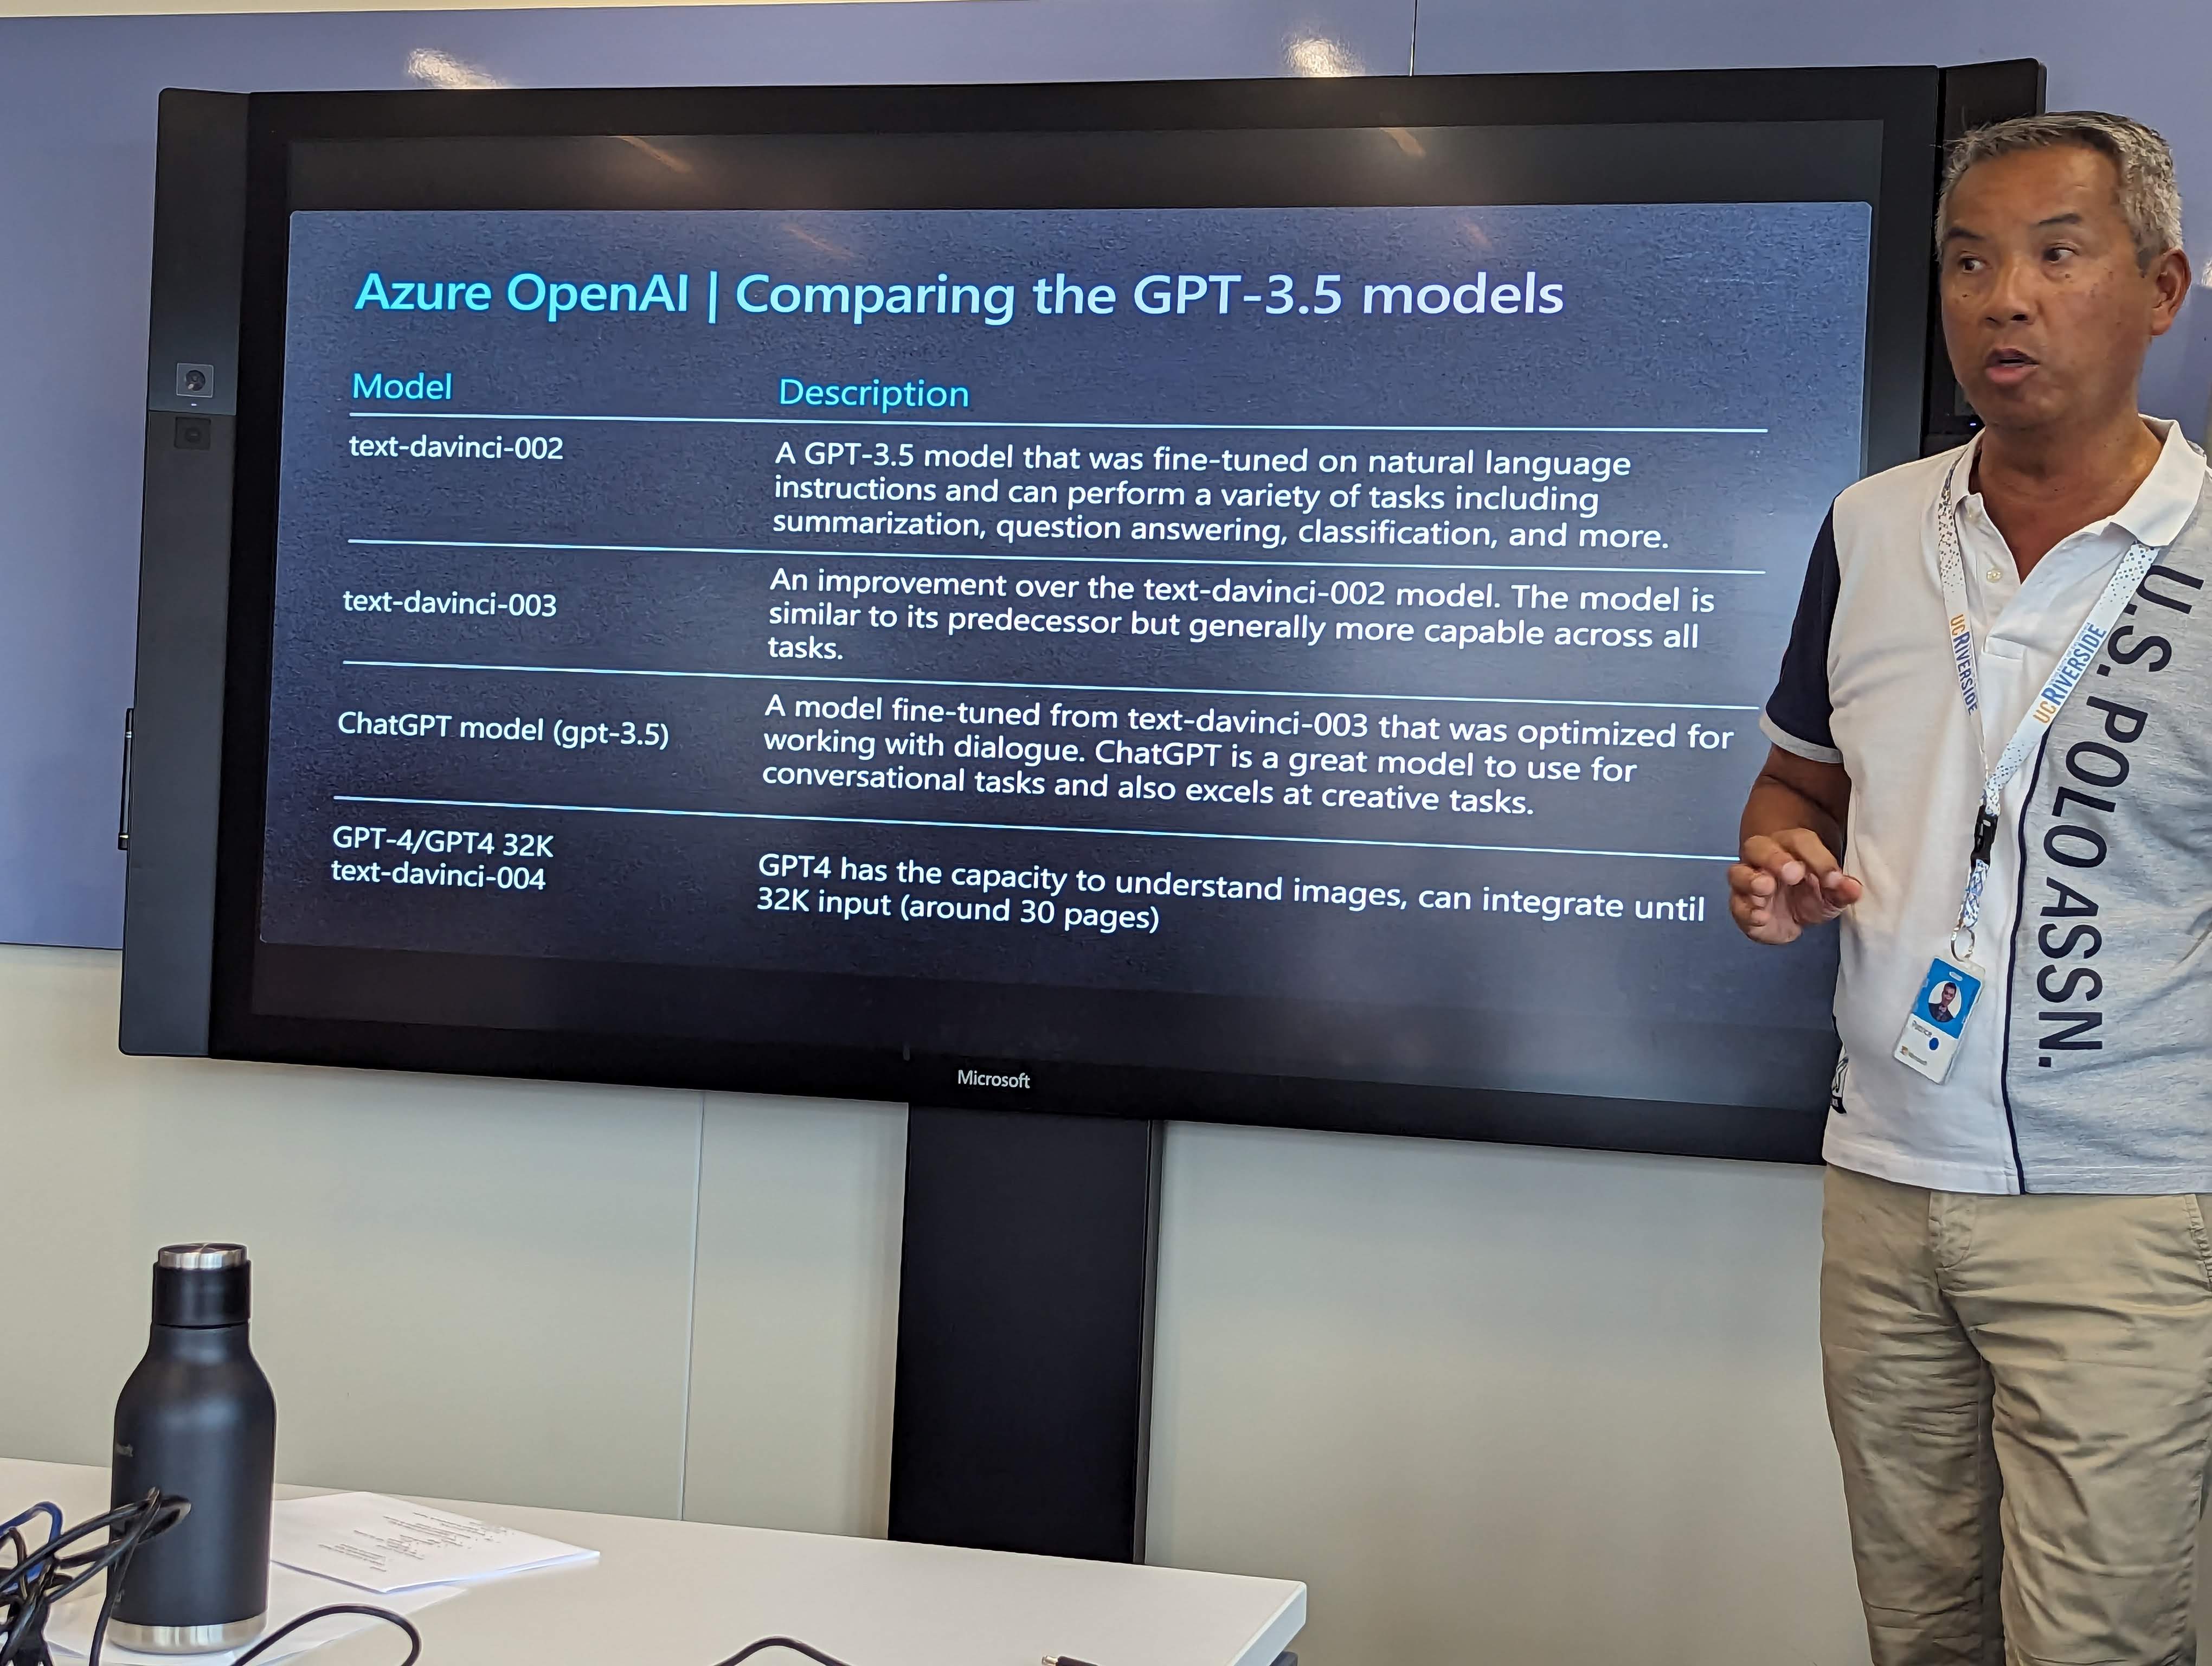 Azure OpenAI | Comparing the GPT-3.5 models
Model
Description
text-davinci-002
A GPT-3.5 model that was fine-tuned on natural language
instructions and can perform a variety of tasks including
summarization, question answering, classification, and more.
text-davinci-003
An improvement over the text-davinci-002 model. The model is
similar to its predecessor but generally more capable across all
tasks.
ChatGPT model (gpt-3.5)
A model fine-tuned from text-davinci-003 that was optimized for
working with dialogue. ChatGPT is a great model to use for
conversational tasks and also excels at creative tasks.
GPT-4/GPT4 32K
text-davinci-004
GPT4 has the capacity to understand images, can integrate until
32K input (around 30 pages)
Microsoft
UC RIVERSIDE
UC RIVERSIDE
U.S. POLO ASSN.
Microsoft